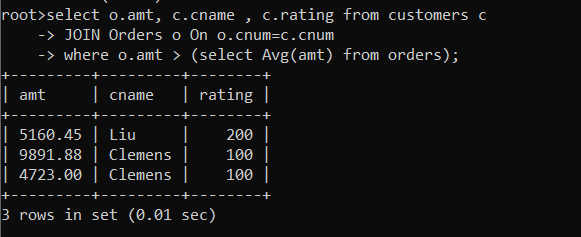 root>select o.amt, c.cname , c.rating from customers c
    -> JOIN Orders o On o.cnum=c.cnum
    -> where o.amt > (select Avg(amt) from orders);
+---------+---------+--------+
| amt     | cname   | rating |
+---------+---------+--------+
| 5160.45 | Liu     |    200 |
| 9891.88 | Clemens |    100 |
| 4723.00 | Clemens |    100 |
+---------+---------+--------+
3 rows in set (0.01 sec)